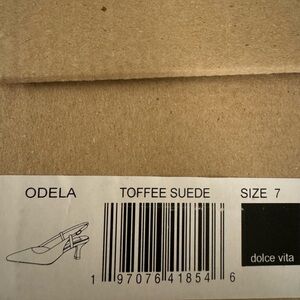 ODELA TOFFEE SUEDE SIZE 7
dolce vita
1 97076 41854 6